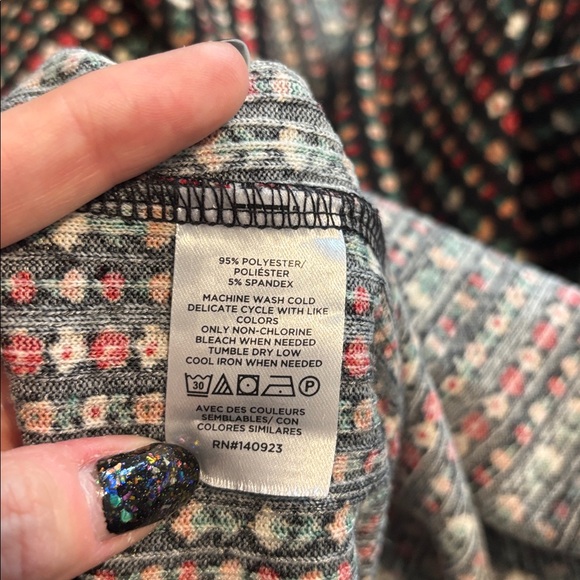 95% POLYESTER/
POLIÉSTER
5% SPANDEX
MACHINE WASH COLD
DELICATE CYCLE WITH LIKE
COLORS
ONLY NON-CHLORINE
BLEACH WHEN NEEDED
TUMBLE DRY LOW
COOL IRON WHEN NEEDED
30 P
AVEC DES COULEURS
SEMBLABLES/ CON
COLORES SIMILARES
RN#140923